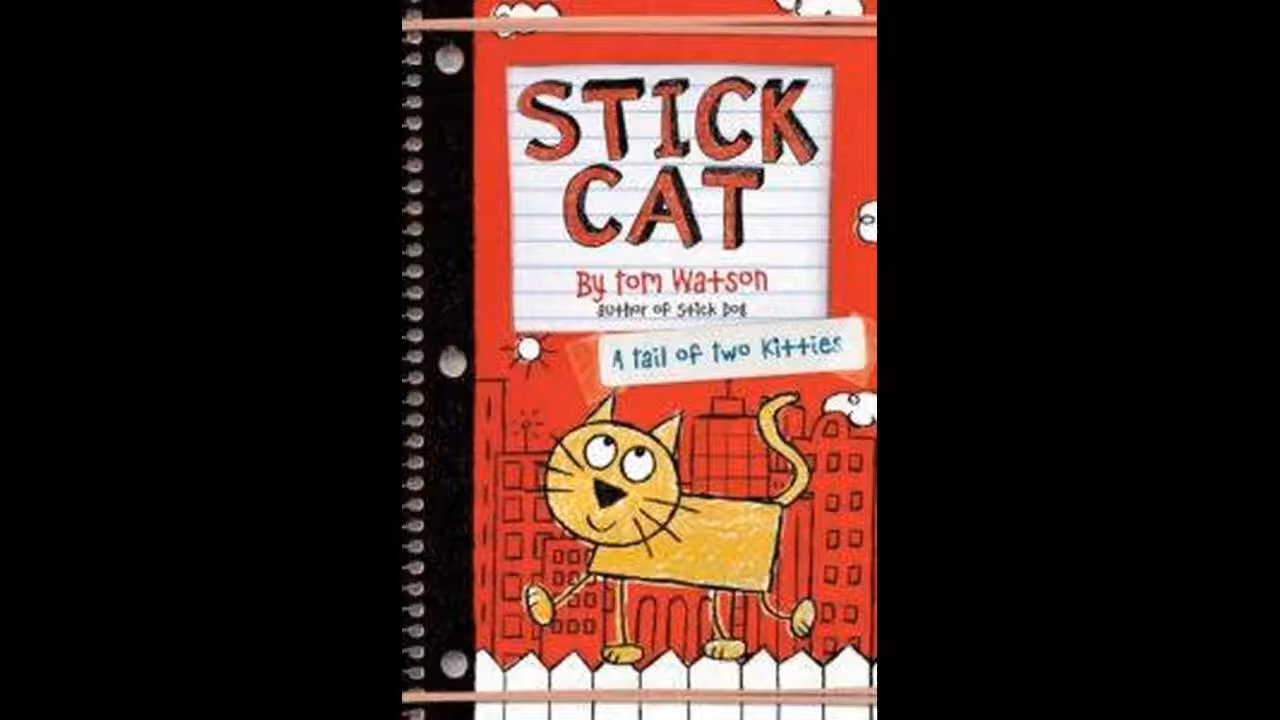 STICK
CAT
By Tom Watson
author of Stick Dog
A tail of two Kitties